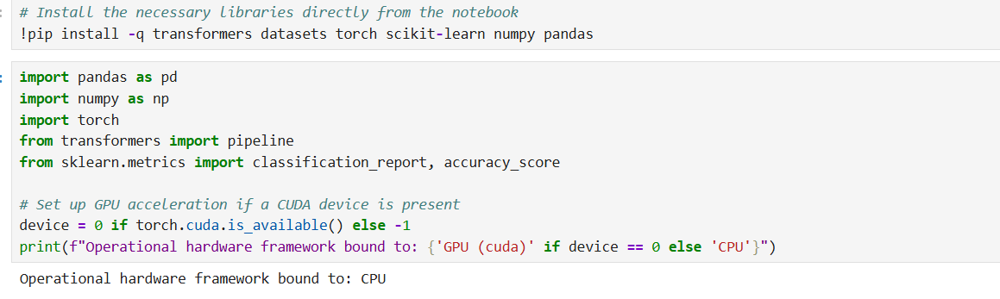 # Install the necessary libraries directly from the notebook
!pip install -q transformers datasets torch scikit-learn numpy pandas
import pandas as pd
import numpy as np
import torch
from transformers import pipeline
from sklearn.metrics import classification_report, accuracy_score
# Set up GPU acceleration if a CUDA device is present
device = 0 if torch.cuda.is_available() else -1
print(f"Operational hardware framework bound to: {'GPU (cuda)' if device == 0 else 'CPU'}")
Operational hardware framework bound to: CPU